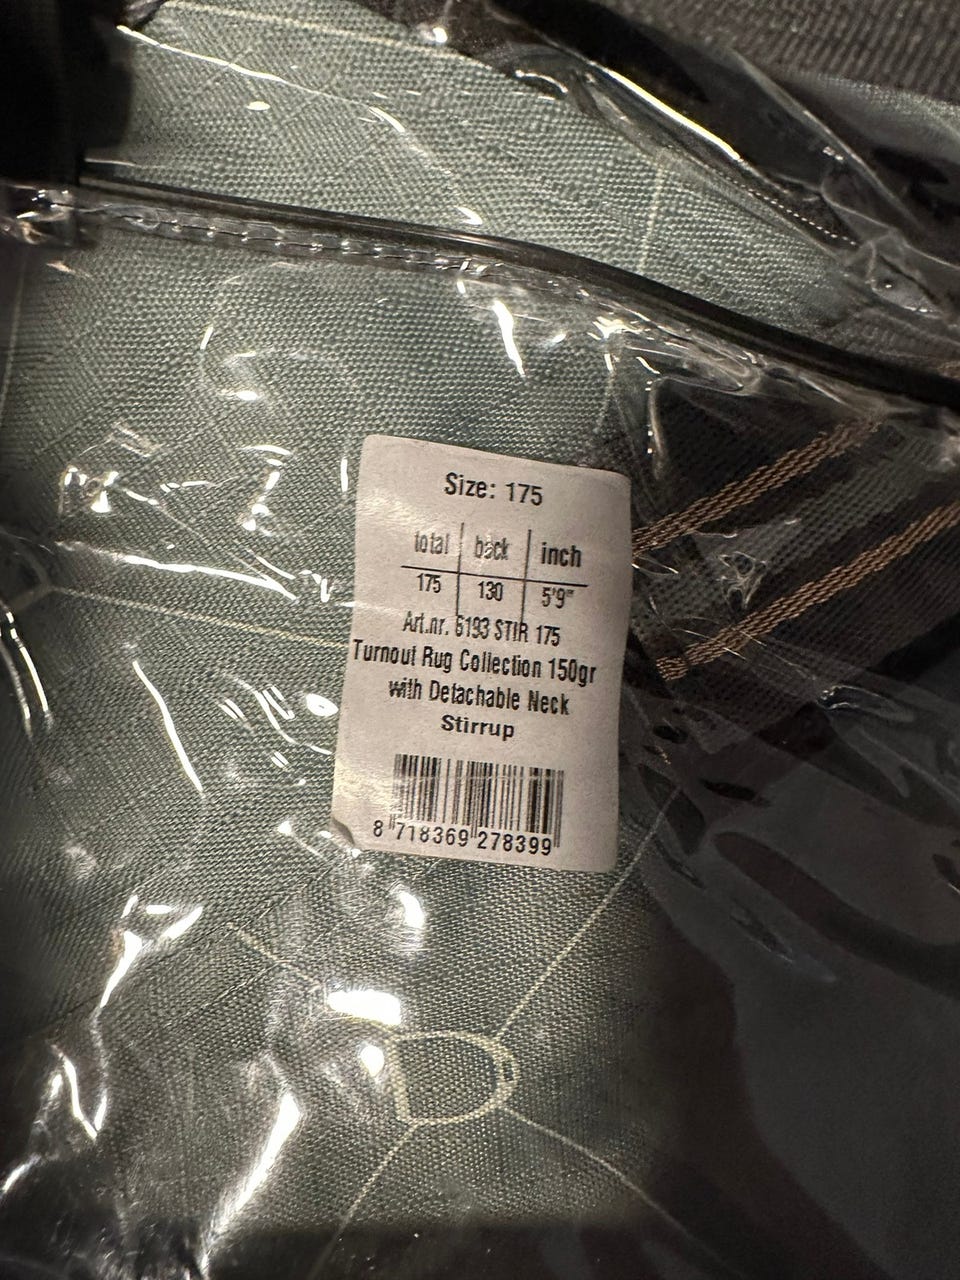 Size: 175
total back inch
175 130 5'9"
Art.nr. 6193 STIR 175
Turnout Rug Collection 150gr
with Detachable Neck
Stirrup
8 718369 278399